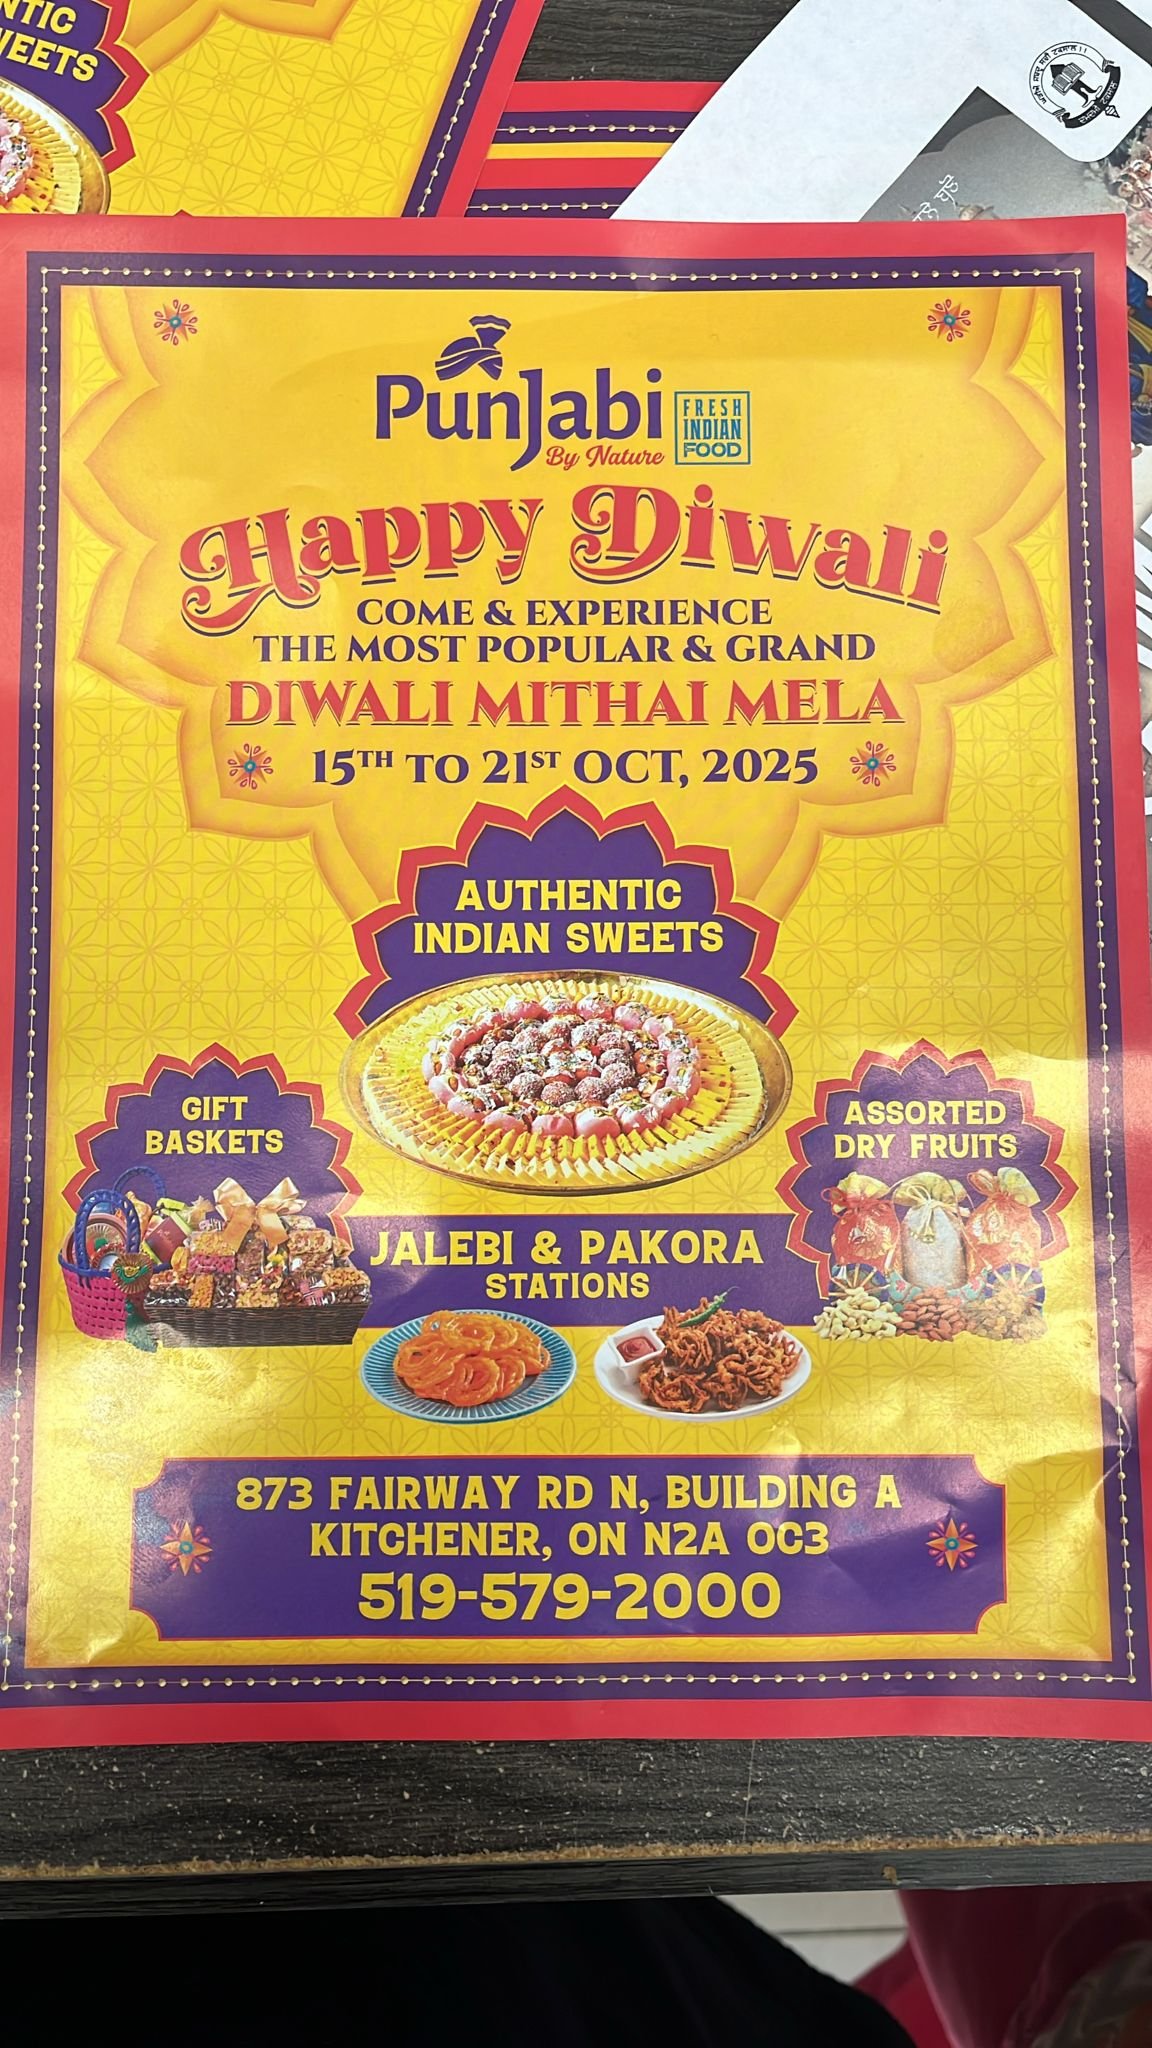 NTIC
WEETS
PUNJabi
By Nature
FRESH
INDIAN
FOOD
Happy Diwali
COME & EXPERIENCE
THE MOST POPULAR & GRAND
DIWALI MITHAI MELA
15TH TO 21ST OCT, 2025
AUTHENTIC
INDIAN SWEETS
GIFT
BASKETS
ASSORTED
DRY FRUITS
JALEBI & PAKORA
STATIONS
873 FAIRWAY RD N, BUILDING A
KITCHENER, ON N2A 0C3
519-579-2000